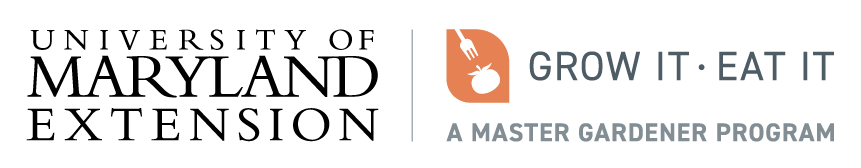 UNIVERSITY OF
MARYLAND
EXTENSION
GROW IT · EAT IT
A MASTER GARDENER PROGRAM